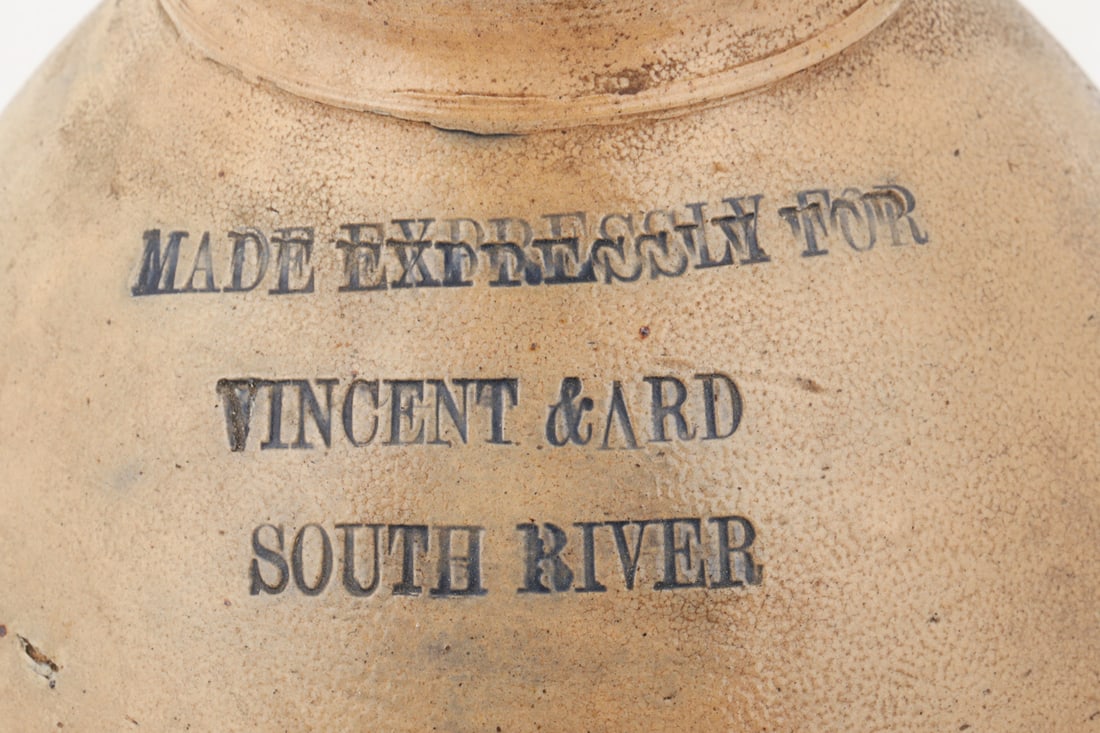 MADE EXPRESSLY FOR
VINCENT & ARD
SOUTH RIVER